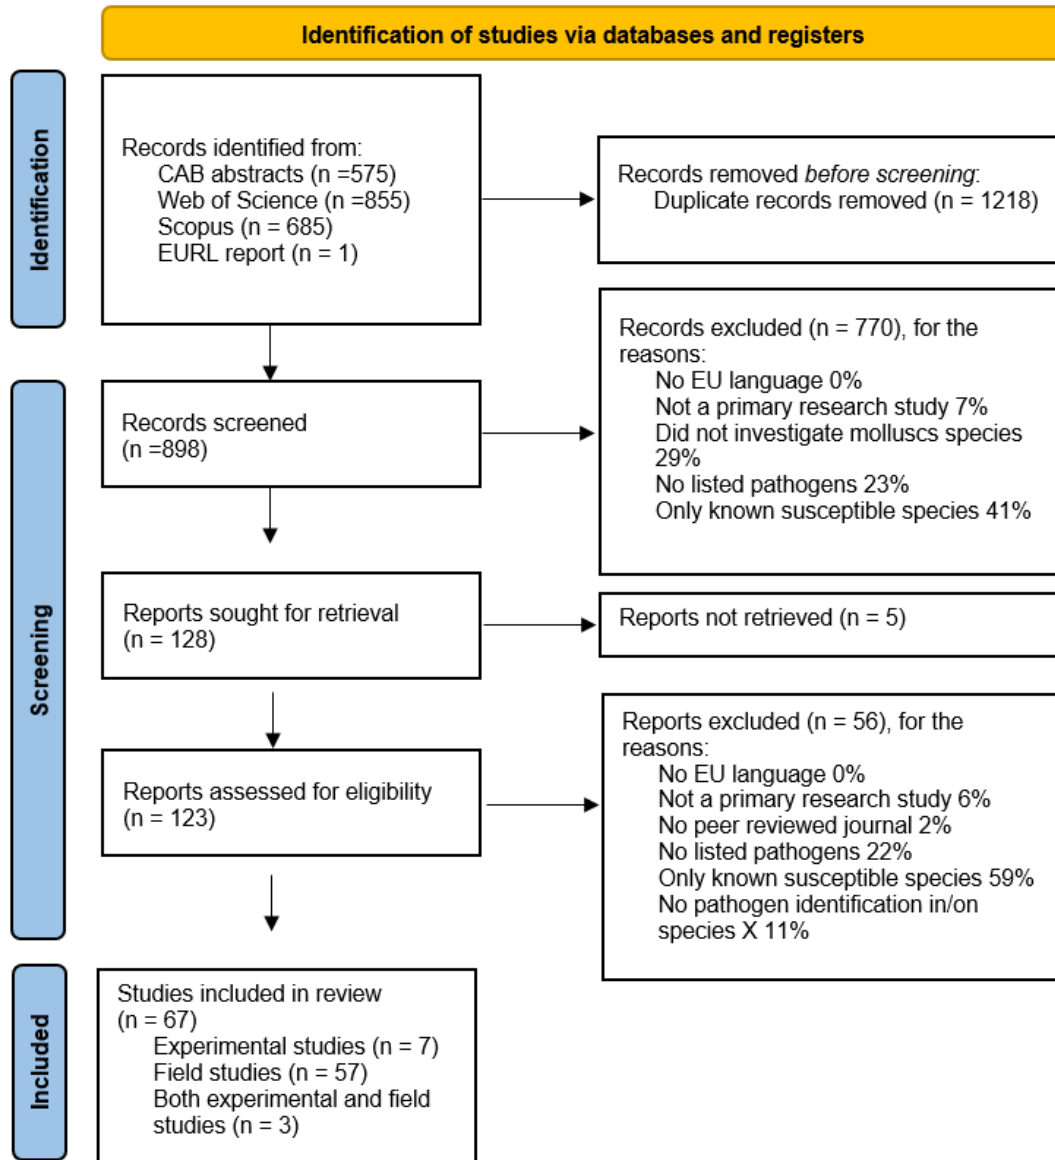 Identification of studies via databases and registers
Identification
Records identified from:
CAB abstracts (n =575)
Web of Science (n =855)
Scopus (n = 685)
EURL report (n = 1)
Records removed before screening:
Duplicate records removed (n = 1218)
Screening
Records screened
(n =898)
Records excluded (n = 770), for the
reasons:
No EU language 0%
Not a primary research study 7%
Did not investigate molluscs species
29%
No listed pathogens 23%
Only known susceptible species 41%
Reports sought for retrieval
(n = 128)
Reports not retrieved (n = 5)
Reports assessed for eligibility
(n = 123)
Reports excluded (n = 56), for the
reasons:
No EU language 0%
Not a primary research study 6%
No peer reviewed journal 2%
No listed pathogens 22%
Only known susceptible species 59%
No pathogen identification in/on
species X 11%
Included
Studies included in review
(n = 67)
Experimental studies (n = 7)
Field studies (n = 57)
Both experimental and field
studies (n = 3)